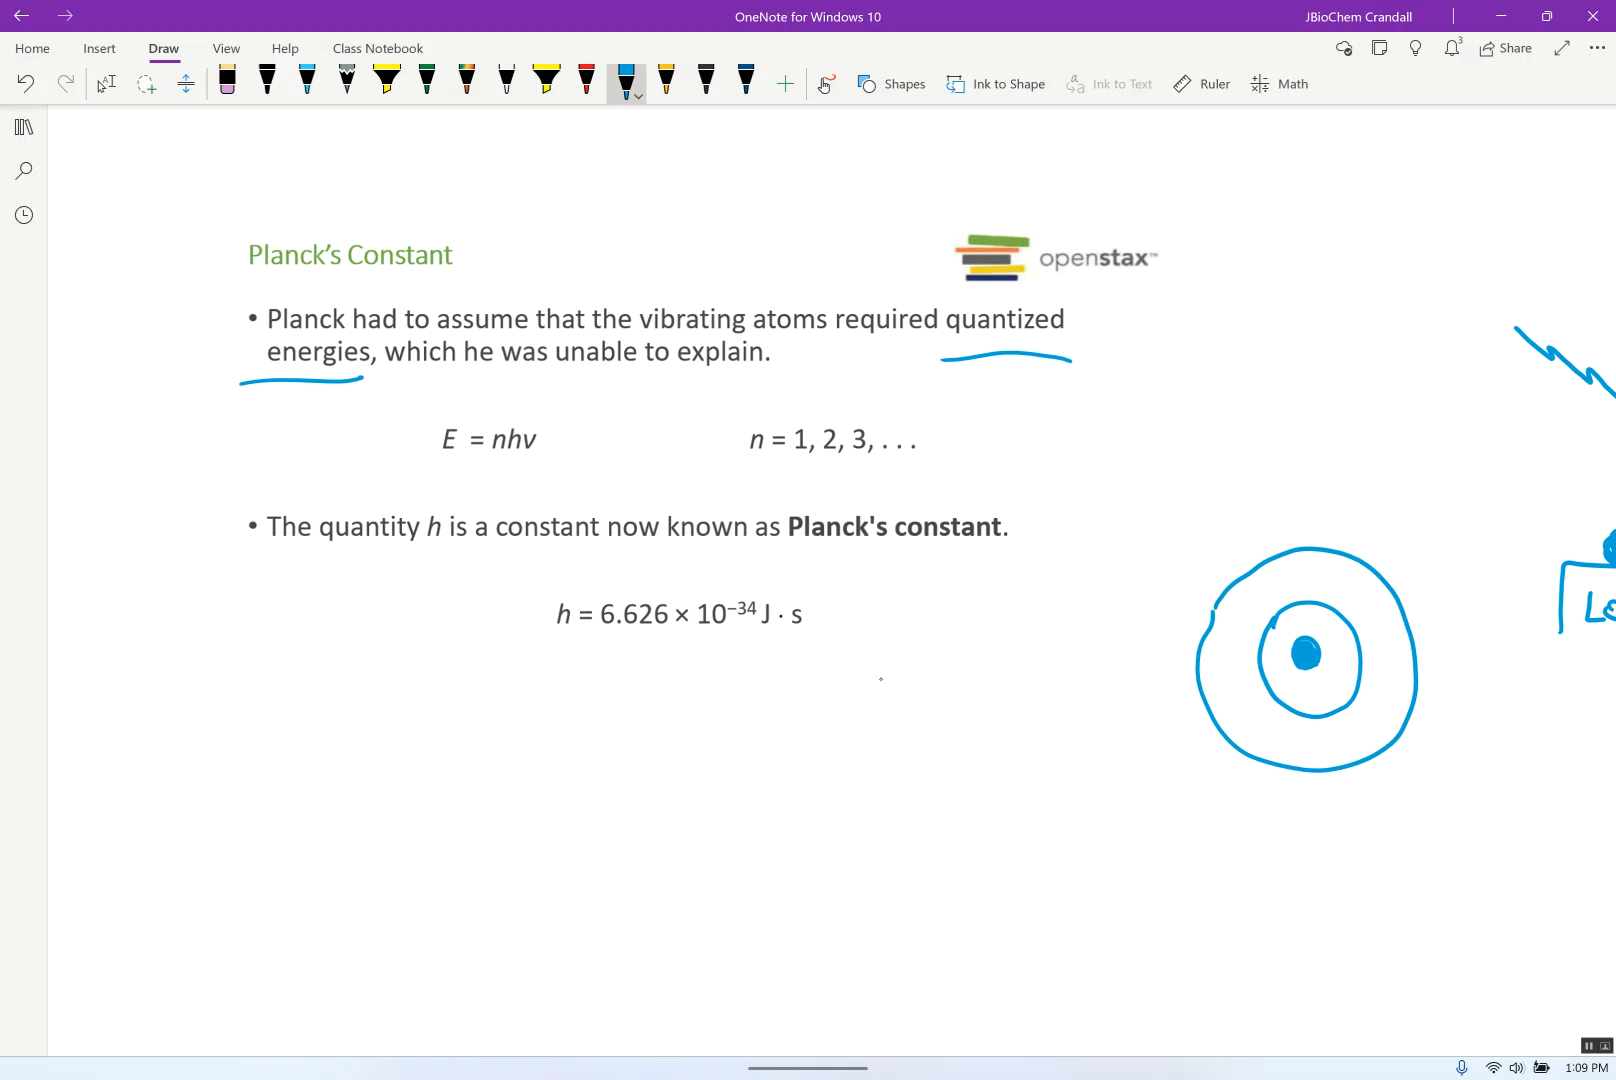 OneNote for Windows 10
JBioChem Crandall
Home Insert Draw View Help Class Notebook
3
Share
Shapes Ink to Shape Ink to Text Ruler Math
Planck's Constant
openstax™
• Planck had to assume that the vibrating atoms required quantized
energies, which he was unable to explain.
E = nhν n = 1, 2, 3, . . .
• The quantity h is a constant now known as Planck's constant.
h = 6.626 × 10⁻³⁴ J · s
1:09 PM